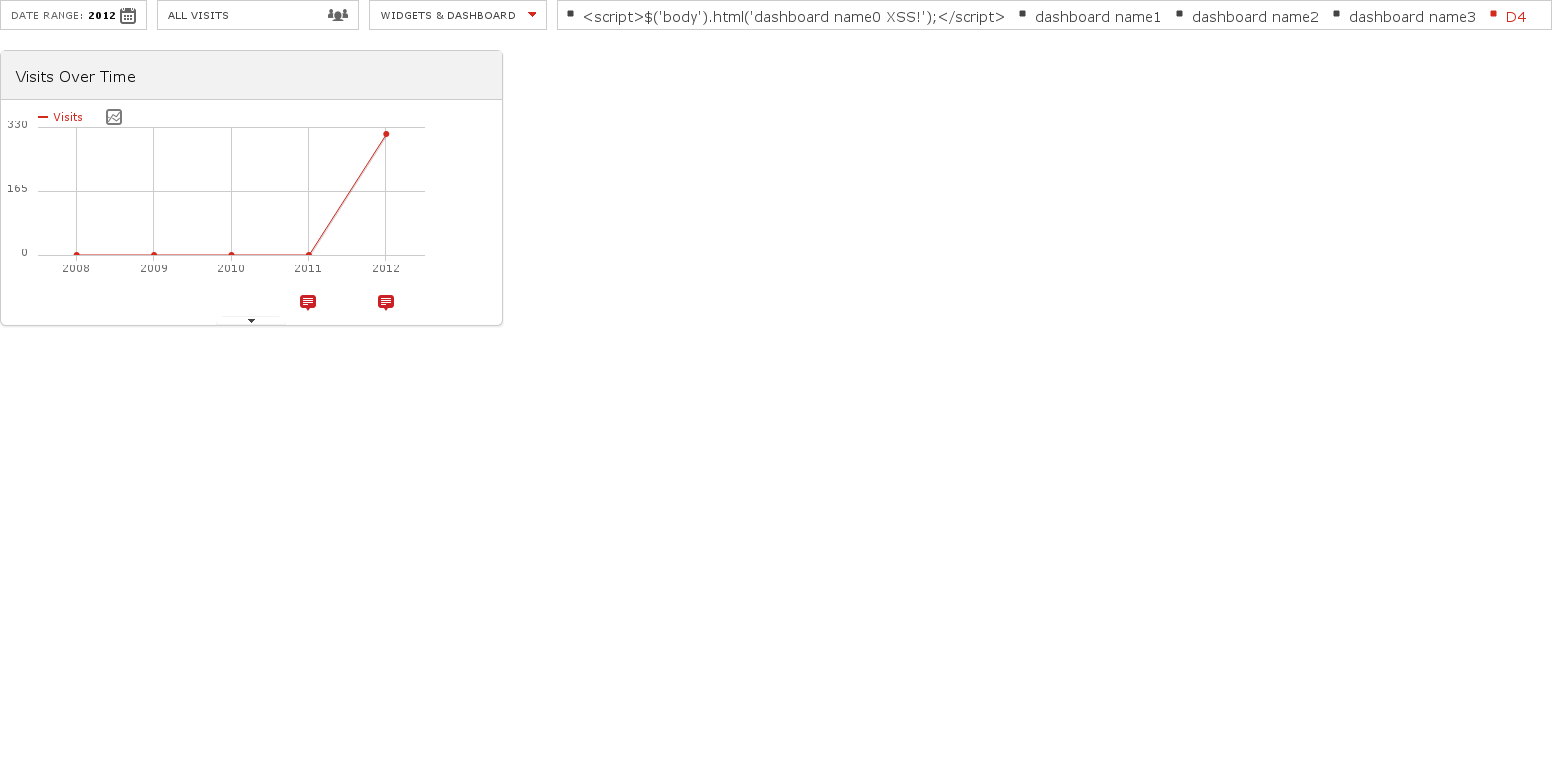 DATE RANGE: 2012
ALL VISITS
WIDGETS & DASHBOARD
<script>$('body').html('dashboard name0 XSS!');</script>
dashboard name1
dashboard name2
dashboard name3
D4
Visits Over Time
Visits
330
165
0
2008 2009 2010 2011 2012